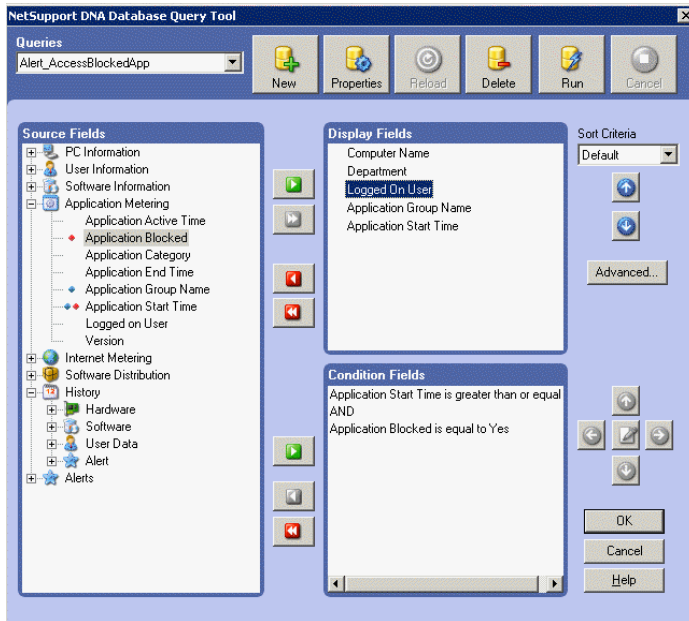 NetSupport DNA Database Query Tool
Queries
Alert_AccessBlockedApp
New
Properties
Reload
Delete
Run
Cancel
Source Fields
PC Information
User Information
Software Information
Application Metering
Application Active Time
Application Blocked
Application Category
Application End Time
Application Group Name
Application Start Time
Logged on User
Version
Internet Metering
Software Distribution
History
Hardware
Software
User Data
Alert
Alerts
Display Fields
Computer Name
Department
Logged On User
Application Group Name
Application Start Time
Sort Criteria
Default
Advanced...
Condition Fields
Application Start Time is greater than or equal
AND
Application Blocked is equal to Yes
OK
Cancel
Help